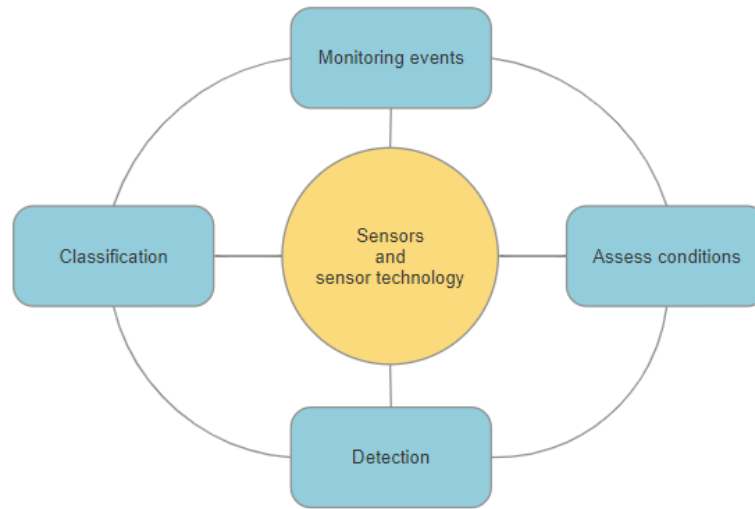 Monitoring events
Classification
Sensors
and
sensor technology
Assess conditions
Detection